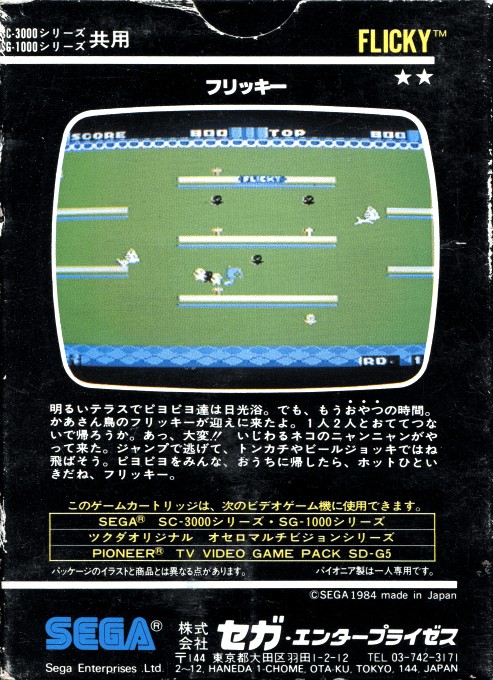 SC-3000シリーズ
SG-1000シリーズ 共用
FLICKY™
★★
フリッキー
SCORE 800 TOP 800
FLICKY
RD. 1
明るいテラスでピヨピヨ達は日光浴。でも、もうおやつの時間。
かあさん鳥のフリッキーが迎えに来たよ。1人2人とおててつな
いで帰ろうか。あっ、大変!! いじわるネコのニャンニャンがや
って来た。ジャンプで逃げて、トンカチやビールジョッキではね
飛ばそう。ピヨピヨをみんな、おうちに帰したら、ホットひとい
きだね、フリッキー。
このゲームカートリッジは、次のビデオゲーム機に使用できます。
SEGA® SC-3000シリーズ・SG-1000シリーズ
ツクダオリジナル オセロマルチビジョンシリーズ
PIONEER® TV VIDEO GAME PACK SD-G5
パッケージのイラストと商品とは異なる点があります。 パイオニア製は一人専用です。
©SEGA 1984 made in Japan
SEGA® 株式会社 セガ・エンタープライゼス
Sega Enterprises .Ltd. 〒144 東京都大田区羽田1-2-12 TEL 03-742-3171
2~12, HANEDA 1-CHOME, OTA-KU, TOKYO, 144, JAPAN